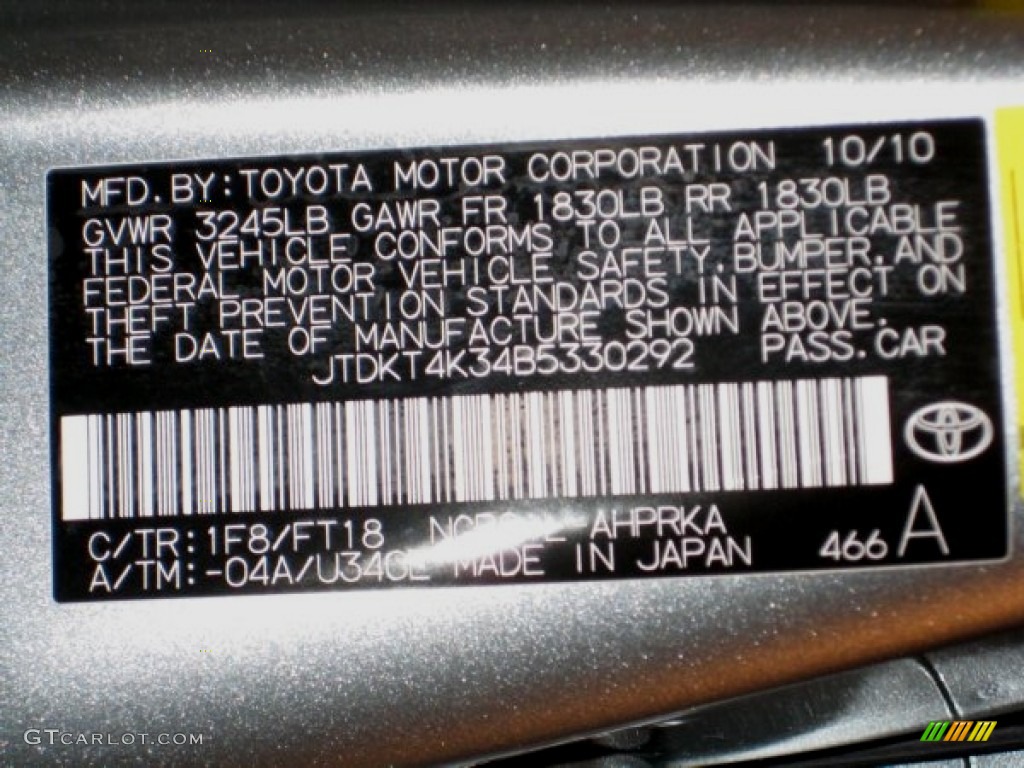 MFD. BY: TOYOTA MOTOR CORPORATION 10/10
GVWR 3245LB GAWR FR 1830LB RR 1830LB
THIS VEHICLE CONFORMS TO ALL APPLICABLE
FEDERAL MOTOR VEHICLE SAFETY, BUMPER, AND
THEFT PREVENTION STANDARDS IN EFFECT ON
THE DATE OF MANUFACTURE SHOWN ABOVE.
JTDKT4K34B5330292 PASS. CAR
C/TR: 1F8/FT18 AHPRKA
A/TM: -04A/ MADE IN JAPAN 466 A
GTCARLOT.COM